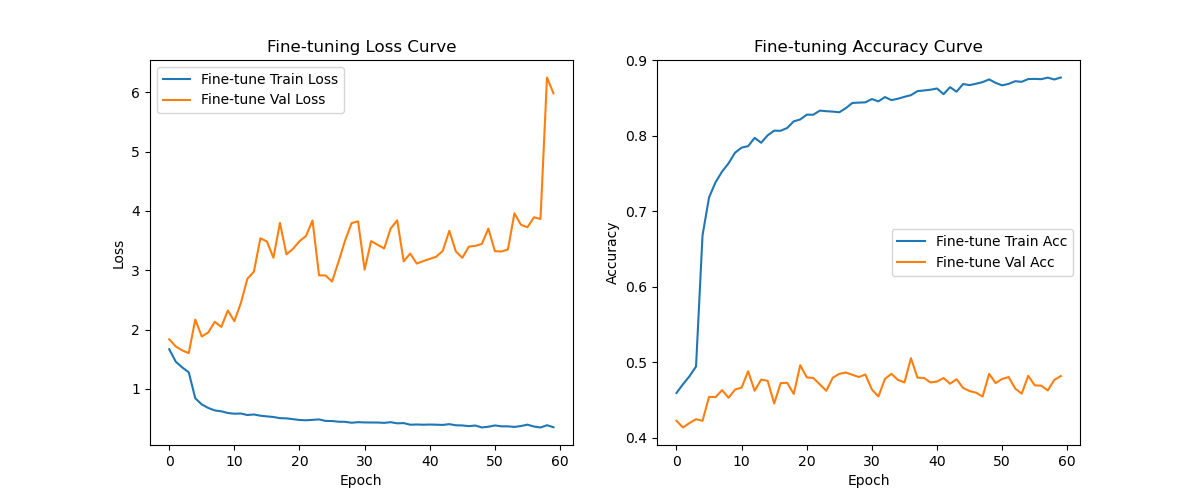 Fine-tuning Loss Curve
Fine-tune Train Loss
Fine-tune Val Loss
6
5
4
3
2
1
Loss
0 10 20 30 40 50 60
Epoch
Fine-tuning Accuracy Curve
0.9
0.8
0.7
0.6
0.5
0.4
Accuracy
Fine-tune Train Acc
Fine-tune Val Acc
0 10 20 30 40 50 60
Epoch